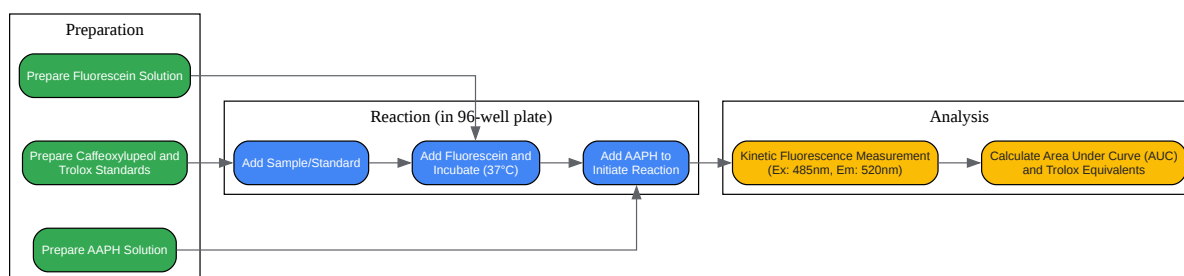 Preparation
Prepare Fluorescein Solution
Prepare Caffeoxylupeol and
Trolox Standards
Prepare AAPH Solution
Reaction (in 96-well plate)
Add Sample/Standard
Add Fluorescein and
Incubate (37°C)
Add AAPH to
Initiate Reaction
Analysis
Kinetic Fluorescence Measurement
(Ex: 485nm, Em: 520nm)
Calculate Area Under Curve (AUC)
and Trolox Equivalents